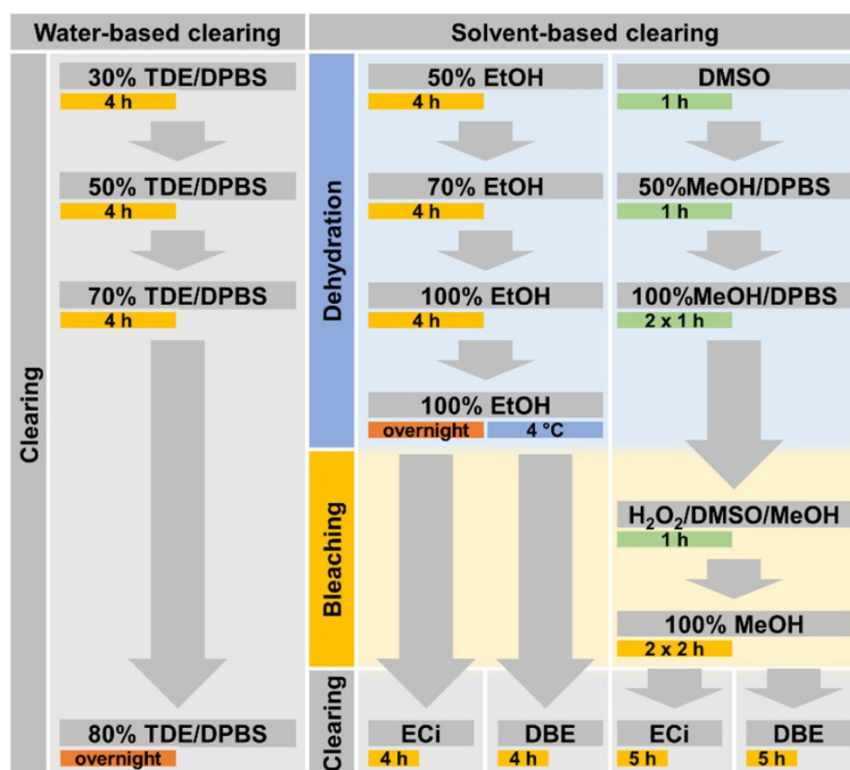 Water-based clearing
Solvent-based clearing
Clearing
30% TDE/DPBS
4 h
50% TDE/DPBS
4 h
70% TDE/DPBS
4 h
80% TDE/DPBS
overnight
Dehydration
50% EtOH
4 h
70% EtOH
4 h
100% EtOH
4 h
100% EtOH
overnight 4 °C
DMSO
1 h
50%MeOH/DPBS
1 h
100%MeOH/DPBS
2 x 1 h
Bleaching
H₂O₂/DMSO/MeOH
1 h
100% MeOH
2 x 2 h
Clearing
ECi
4 h
DBE
4 h
ECi
5 h
DBE
5 h